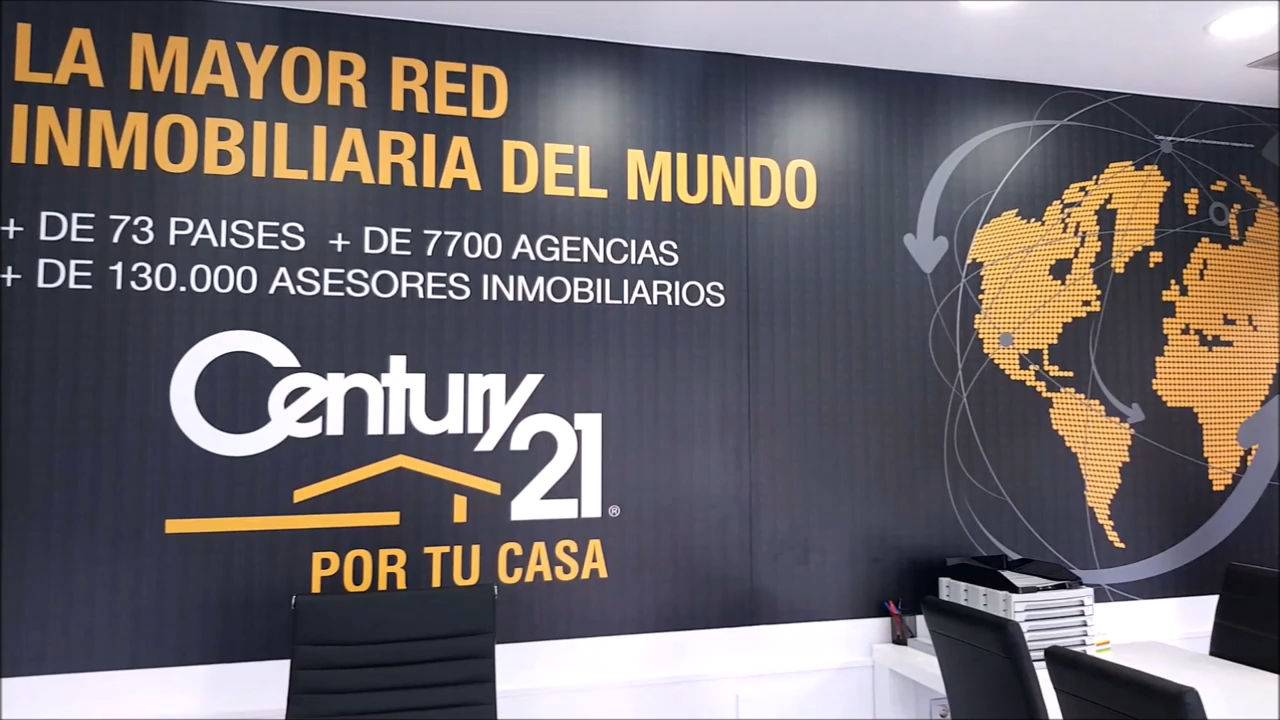 LA MAYOR RED
INMOBILIARIA DEL MUNDO
+ DE 73 PAISES + DE 7700 AGENCIAS
+ DE 130.000 ASESORES INMOBILIARIOS
Century
21®
POR TU CASA